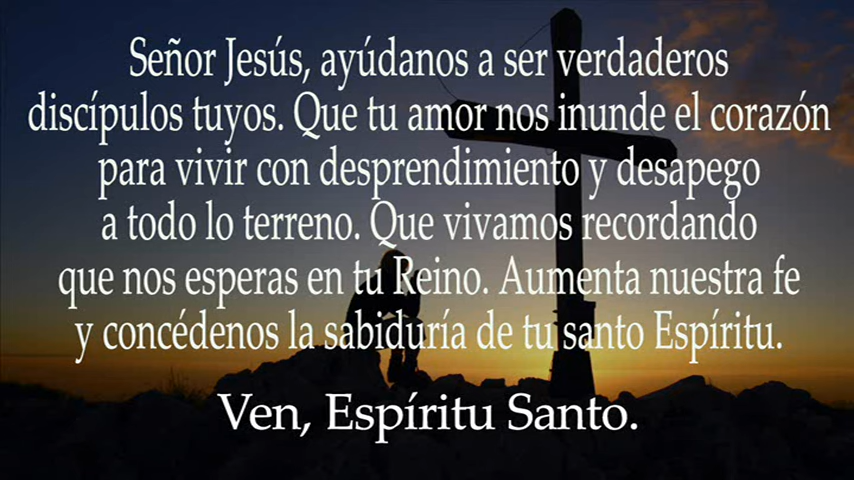 Señor Jesús, ayúdanos a ser verdaderos
discípulos tuyos. Que tu amor nos inunde el corazón
para vivir con desprendimiento y desapego
a todo lo terreno. Que vivamos recordando
que nos esperas en tu Reino. Aumenta nuestra fe
y concédenos la sabiduría de tu santo Espíritu.
Ven, Espíritu Santo.